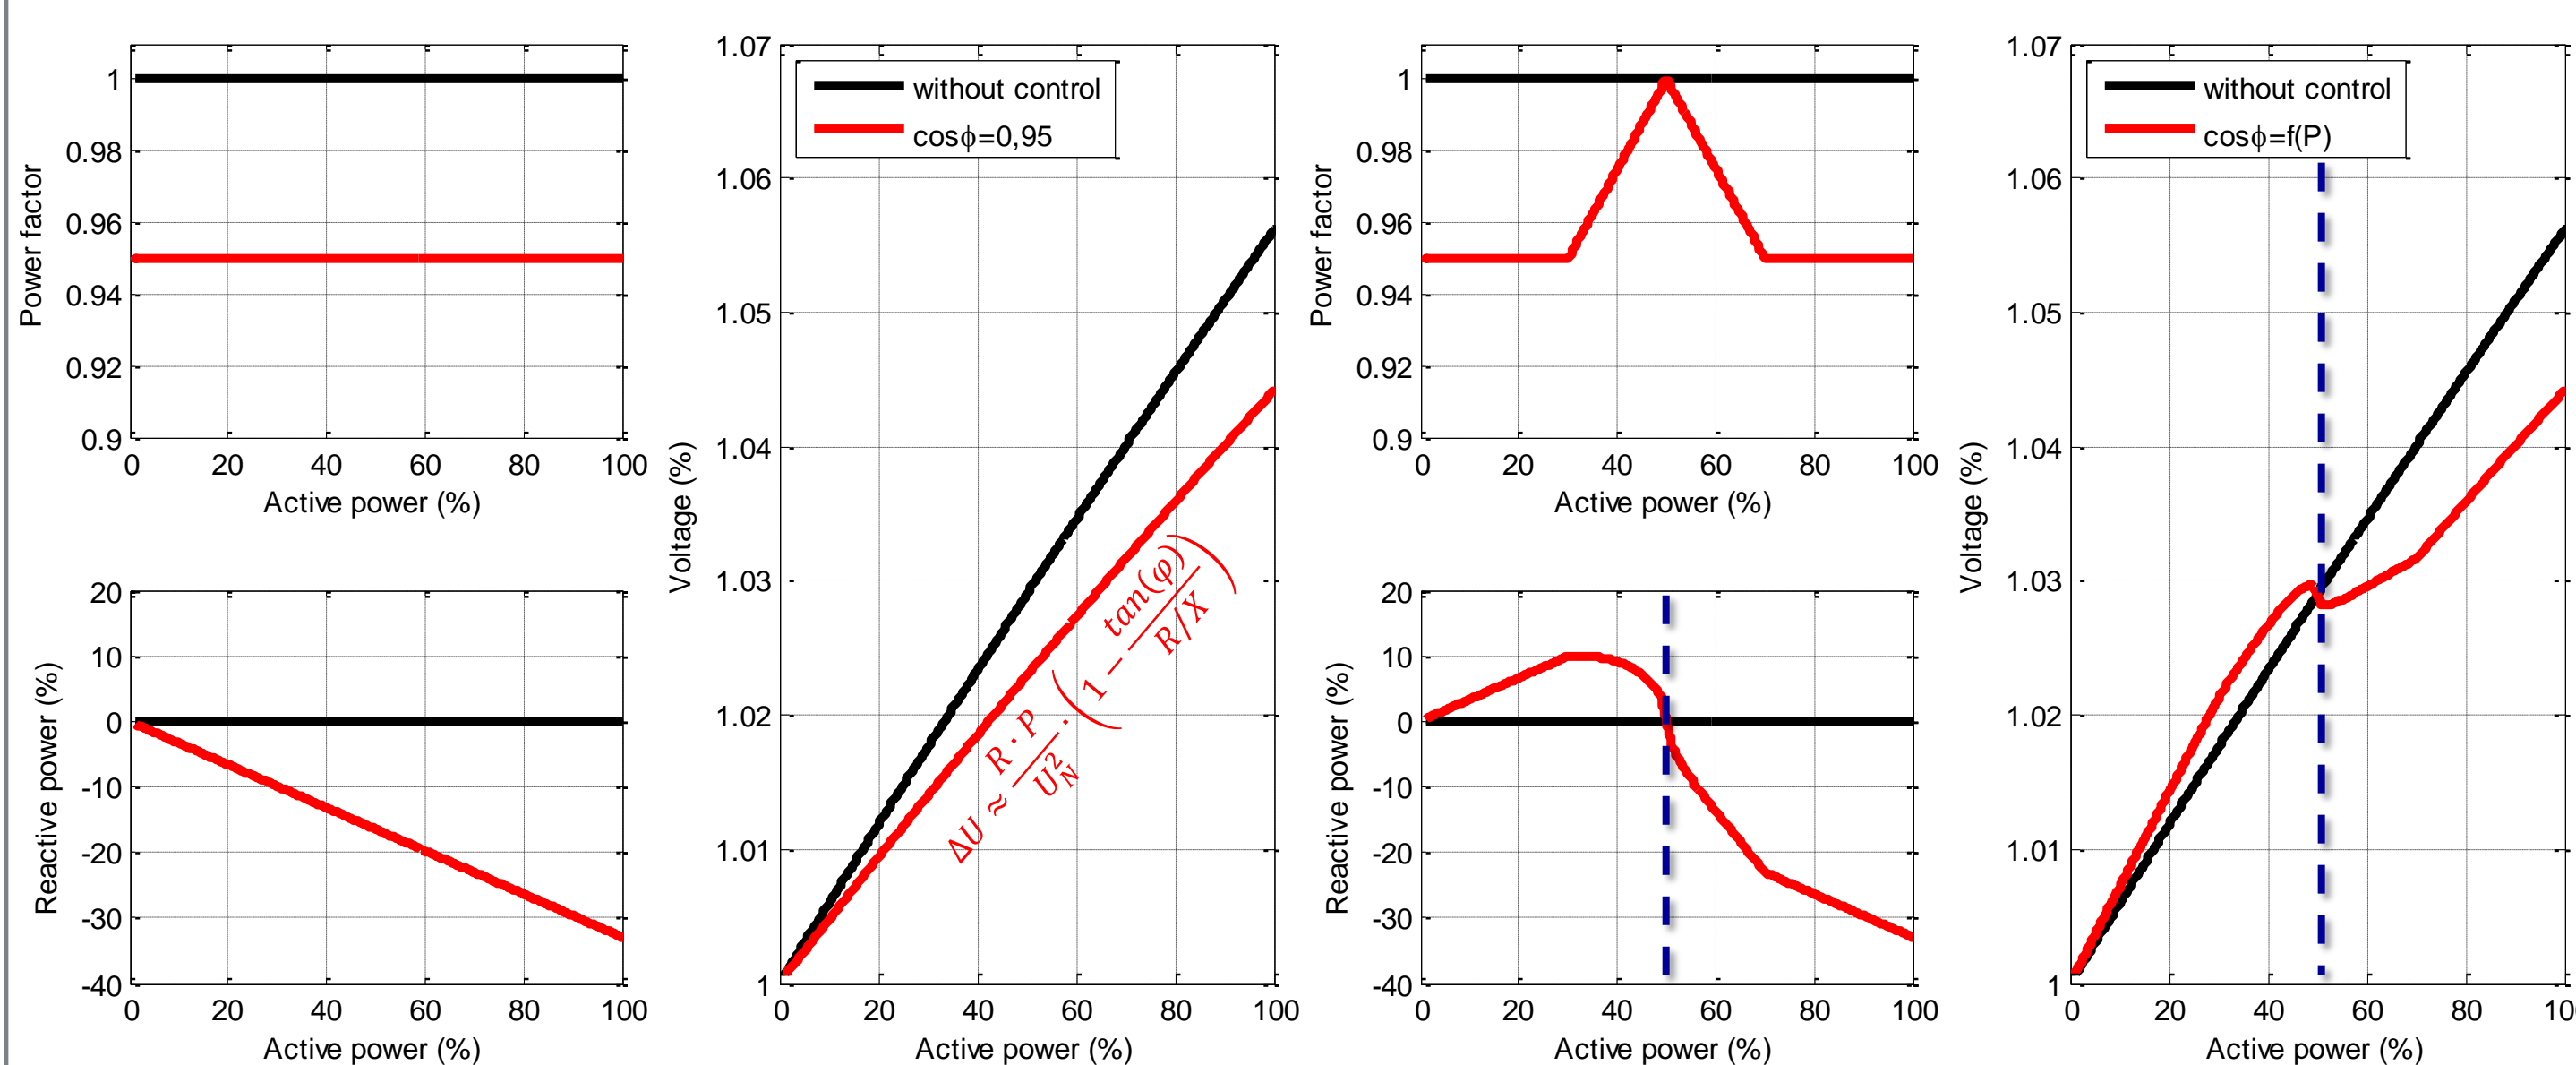 1
0.98
0.96
0.94
0.92
0.9
Power factor
0 20 40 60 80 100
Active power (%)
20
10
0
-10
-20
-30
-40
Reactive power (%)
0 20 40 60 80 100
Active power (%)
1.07
1.06
1.05
1.04
1.03
1.02
1.01
1
Voltage (%)
without control
cosϕ=0,95
ΔU ≈ R · P / U_N^2 · (1 − tan(φ) / R/X)
0 20 40 60 80 100
Active power (%)
1
0.98
0.96
0.94
0.92
0.9
Power factor
0 20 40 60 80 100
Active power (%)
20
10
0
-10
-20
-30
-40
Reactive power (%)
0 20 40 60 80 100
Active power (%)
1.07
1.06
1.05
1.04
1.03
1.02
1.01
1
Voltage (%)
without control
cosϕ=f(P)
0 20 40 60 80
Active power (%)